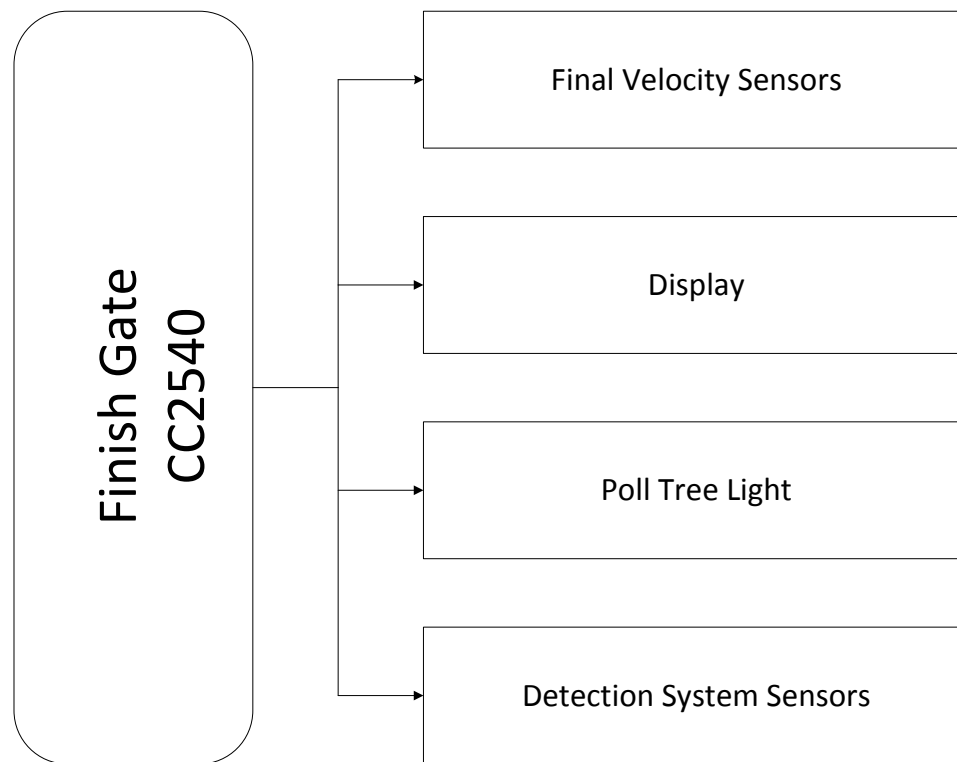 Finish Gate
CC2540
Final Velocity Sensors
Display
Poll Tree Light
Detection System Sensors